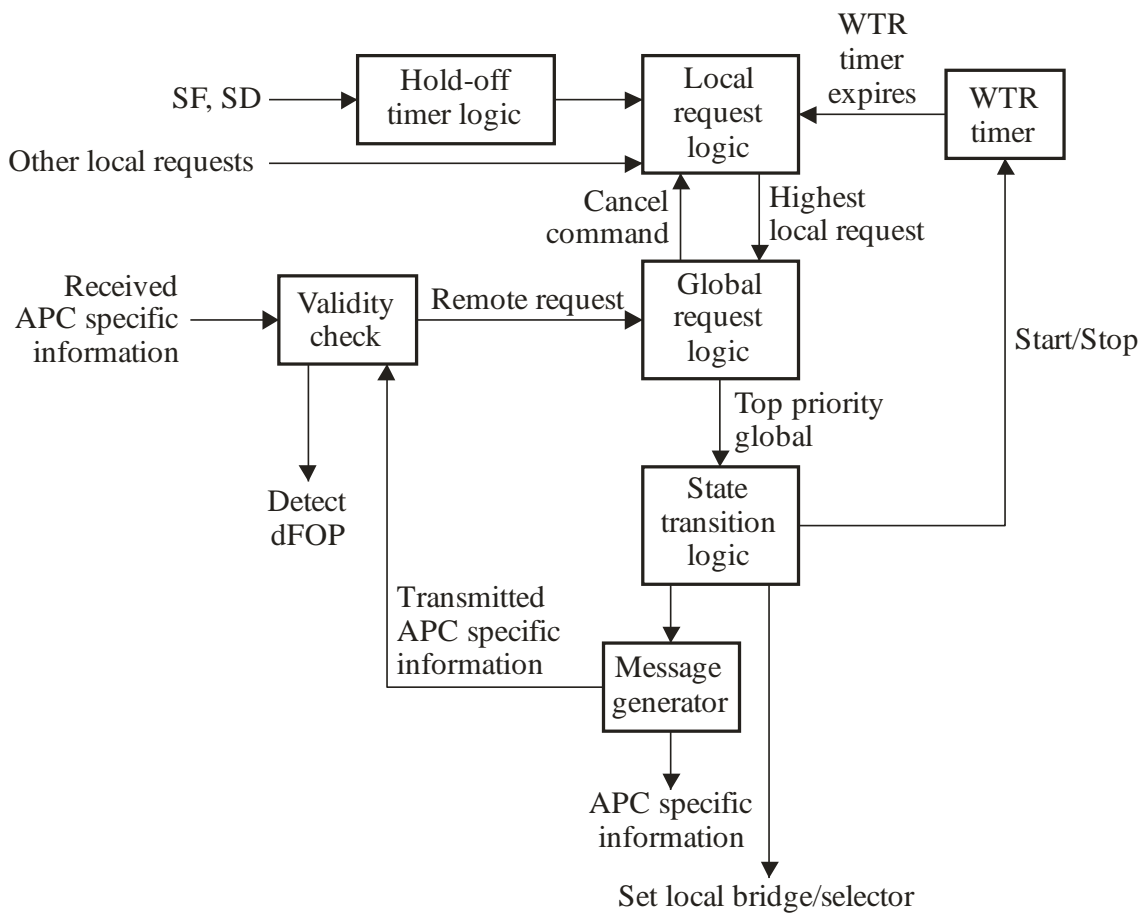 WTR
timer
expires
Hold-off
timer logic
Local
request
logic
WTR
timer
SF, SD
Other local requests
Cancel
command
Highest
local request
Received
APC specific
information
Validity
check
Remote request
Global
request
logic
Start/Stop
Top priority
global
Detect
dFOP
State
transition
logic
Transmitted
APC specific
information
Message
generator
APC specific
information
Set local bridge/selector